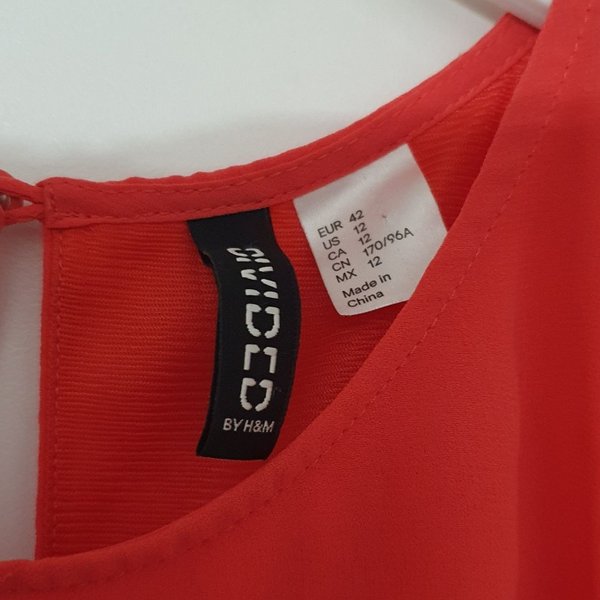 DIVIDED
BY H&M
EUR 42
US 12
CA 12
CN 170/96A
MX 12
Made in
China